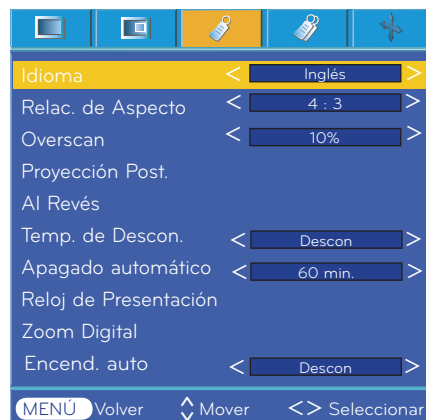 Idioma < Inglés >
Relac. de Aspecto < 4 : 3 >
Overscan < 10% >
Proyección Post.
Al Revés
Temp. de Descon. < Descon >
Apagado automático < 60 min. >
Reloj de Presentación
Zoom Digital
Encend. auto < Descon >
MENÚ Volver Mover <> Seleccionar